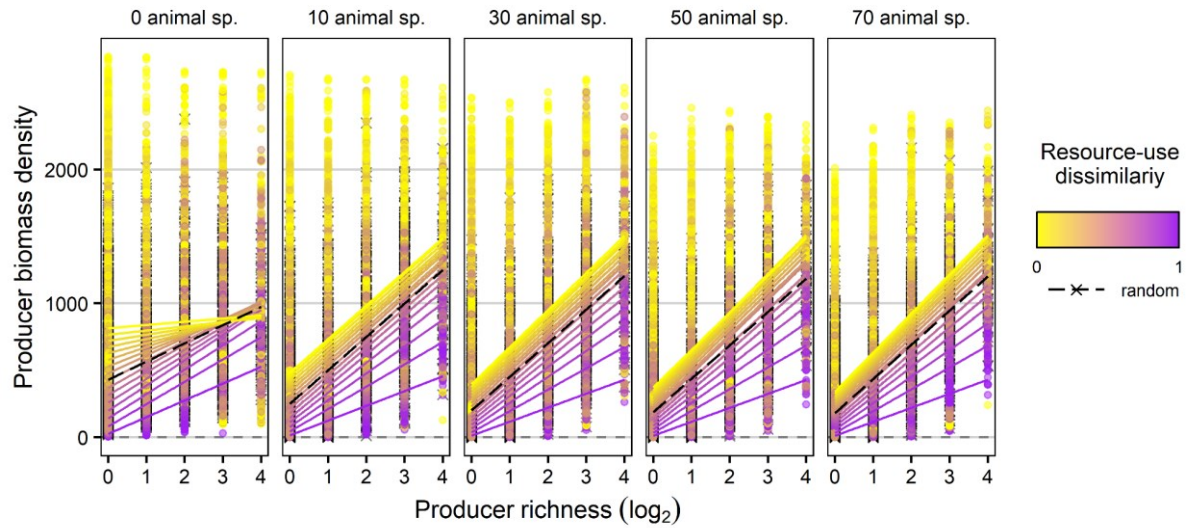 0 animal sp. 10 animal sp. 30 animal sp. 50 animal sp. 70 animal sp.
Producer biomass density
2000
1000
0
0 1 2 3 4 0 1 2 3 4 0 1 2 3 4 0 1 2 3 4 0 1 2 3 4
Producer richness (log2)
Resource-use
dissimilariy
0 1
random